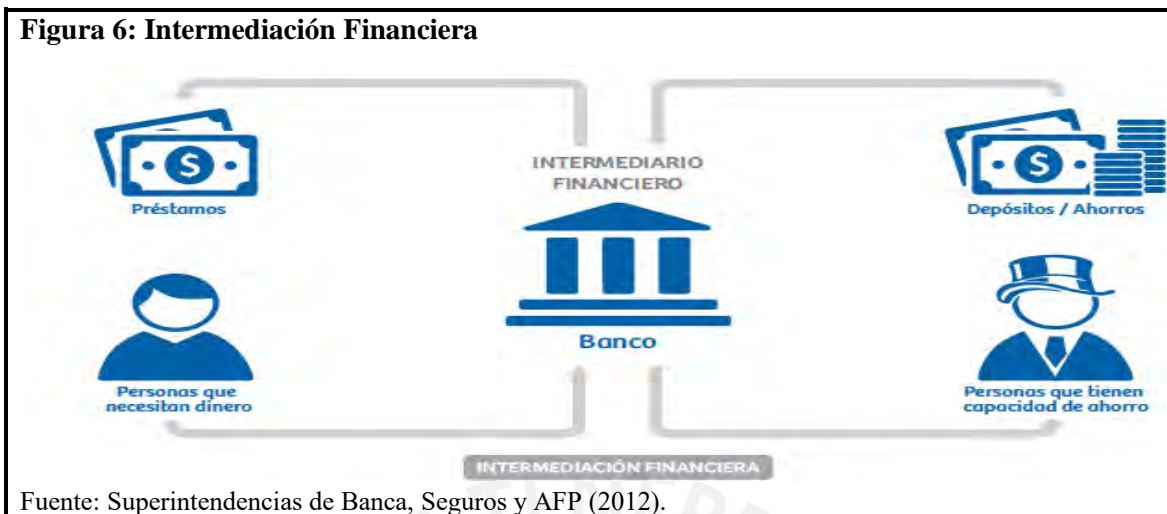 Figura 6: Intermediación Financiera
INTERMEDIARIO
FINANCIERO
$
Préstamos
$
Depósitos / Ahorros
Banco
Personas que
necesitan dinero
Personas que tienen
capacidad de ahorro
INTERMEDIACIÓN FINANCIERA
Fuente: Superintendencias de Banca, Seguros y AFP (2012).